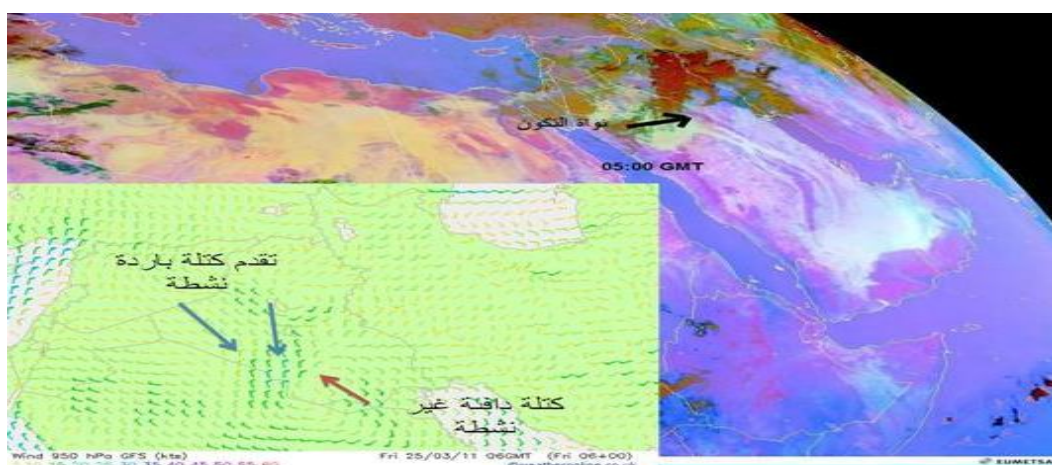 نواة التكون
05:00 GMT
تقدم كتلة باردة
نشطة
كتلة دافئة غير
نشطة
Wind 950 hPa GFS (kts)
Fri 25/03/11 06GMT (Fri 06+00)
EUMETSA